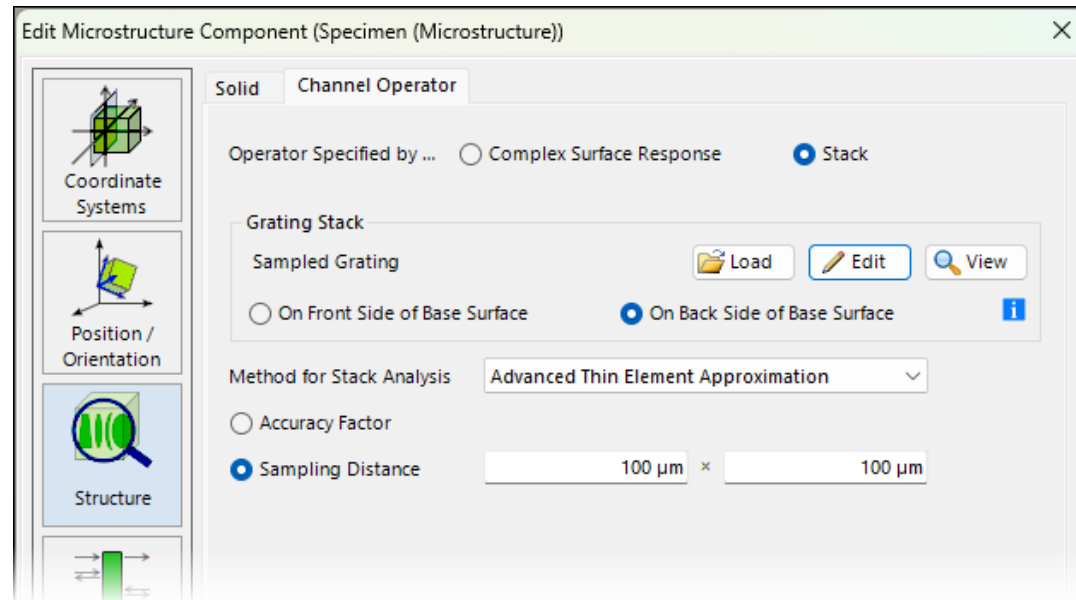 Edit Microstructure Component (Specimen (Microstructure))
Coordinate
Systems
Position /
Orientation
Structure
Solid
Channel Operator
Operator Specified by ... Complex Surface Response Stack
Grating Stack
Sampled Grating Load Edit View
On Front Side of Base Surface On Back Side of Base Surface i
Method for Stack Analysis Advanced Thin Element Approximation
Accuracy Factor
Sampling Distance 100 µm × 100 µm